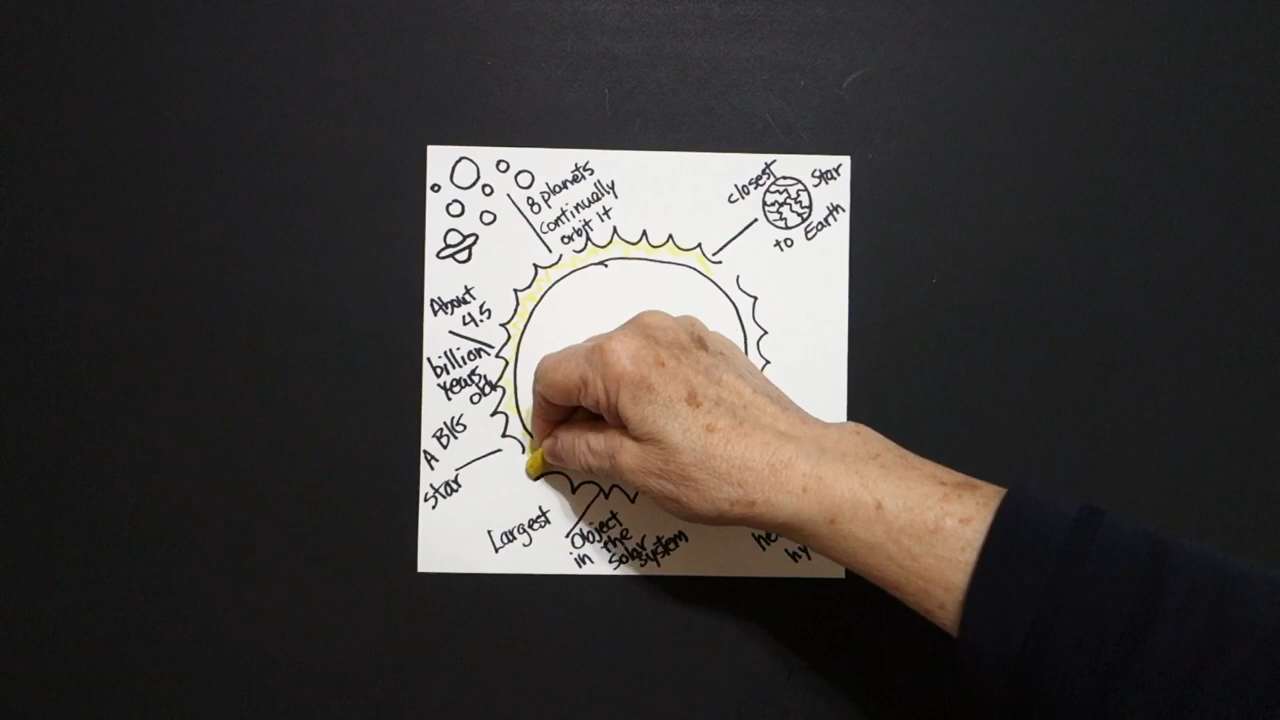 8 planets
continually
orbit it
closest Star
to Earth
About
4.5
billion
years
old
A BIG
Star
Largest
Object
in the
Solar
System